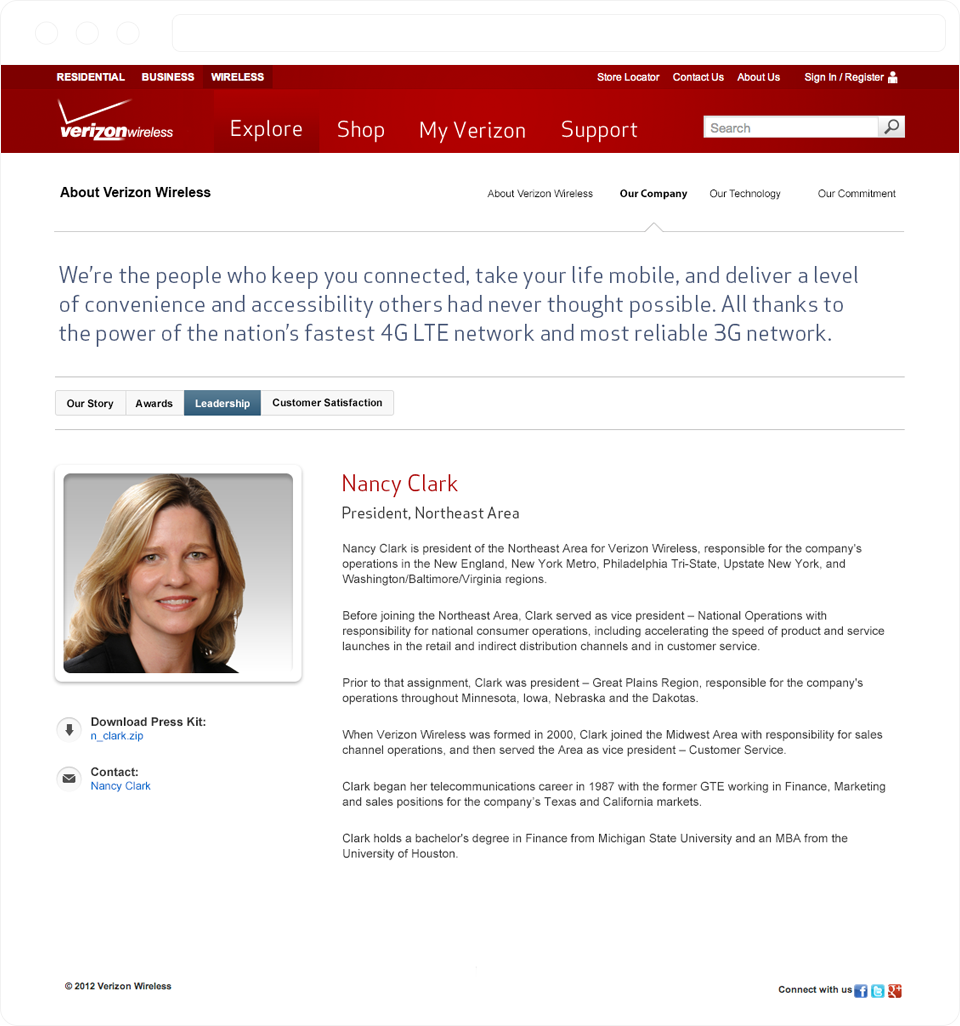 RESIDENTIAL BUSINESS WIRELESS Store Locator Contact Us About Us Sign In / Register
verizonwireless Explore Shop My Verizon Support Search
About Verizon Wireless About Verizon Wireless Our Company Our Technology Our Commitment
We’re the people who keep you connected, take your life mobile, and deliver a level
of convenience and accessibility others had never thought possible. All thanks to
the power of the nation’s fastest 4G LTE network and most reliable 3G network.
Our Story Awards Leadership Customer Satisfaction
Nancy Clark
President, Northeast Area
Nancy Clark is president of the Northeast Area for Verizon Wireless, responsible for the company’s
operations in the New England, New York Metro, Philadelphia Tri-State, Upstate New York, and
Washington/Baltimore/Virginia regions.
Before joining the Northeast Area, Clark served as vice president – National Operations with
responsibility for national consumer operations, including accelerating the speed of product and service
launches in the retail and indirect distribution channels and in customer service.
Prior to that assignment, Clark was president – Great Plains Region, responsible for the company's
operations throughout Minnesota, Iowa, Nebraska and the Dakotas.
When Verizon Wireless was formed in 2000, Clark joined the Midwest Area with responsibility for sales
channel operations, and then served the Area as vice president – Customer Service.
Clark began her telecommunications career in 1987 with the former GTE working in Finance, Marketing
and sales positions for the company’s Texas and California markets.
Clark holds a bachelor's degree in Finance from Michigan State University and an MBA from the
University of Houston.
Download Press Kit:
n_clark.zip
Contact:
Nancy Clark
© 2012 Verizon Wireless
Connect with us